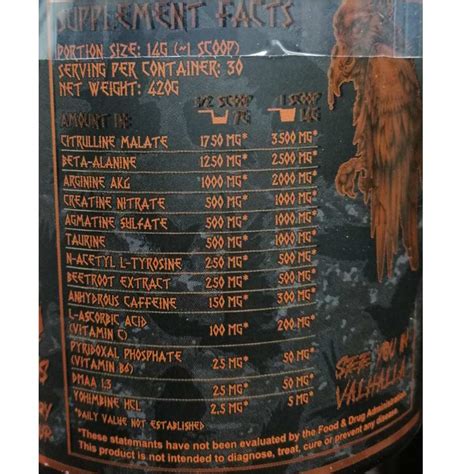 SUPPLEMENT FACTS
PORTION SIZE: 14G (~1 SCOOP)
SERVING PER CONTAINER: 30
NET WEIGHT: 420G
AMOUNT IN: 1/2 SCOOP 7G 1 SCOOP 14G
CITRULLINE MALATE 1750 MG* 3500 MG*
BETA-ALANINE 1250 MG* 2500 MG*
ARGININE AKG 1000 MG* 2000 MG*
CREATINE NITRATE 500 MG* 1000 MG*
AGMATINE SULFATE 500 MG* 1000 MG*
TAURINE 500 MG* 1000 MG*
N-ACETYL L-TYROSINE 250 MG* 500 MG*
BEETROOT EXTRACT 250 MG* 500 MG*
ANHYDROUS CAFFEINE 150 MG* 300 MG*
L-ASCORBIC ACID
(VITAMIN C) 100 MG* 200 MG*
PYRIDOXAL PHOSPHATE
(VITAMIN B6) 25 MG* 50 MG*
DMAA 1.3 25 MG* 50 MG*
YOHIMBINE HCL 2.5 MG* 5 MG*
*DAILY VALUE NOT ESTABLISHED
*These statemants have not been evaluated by the Food & Drug Administration.
This product is not intended to diagnose, treat, cure or prevent any disease.
SEE YOU IN
VALHALLA